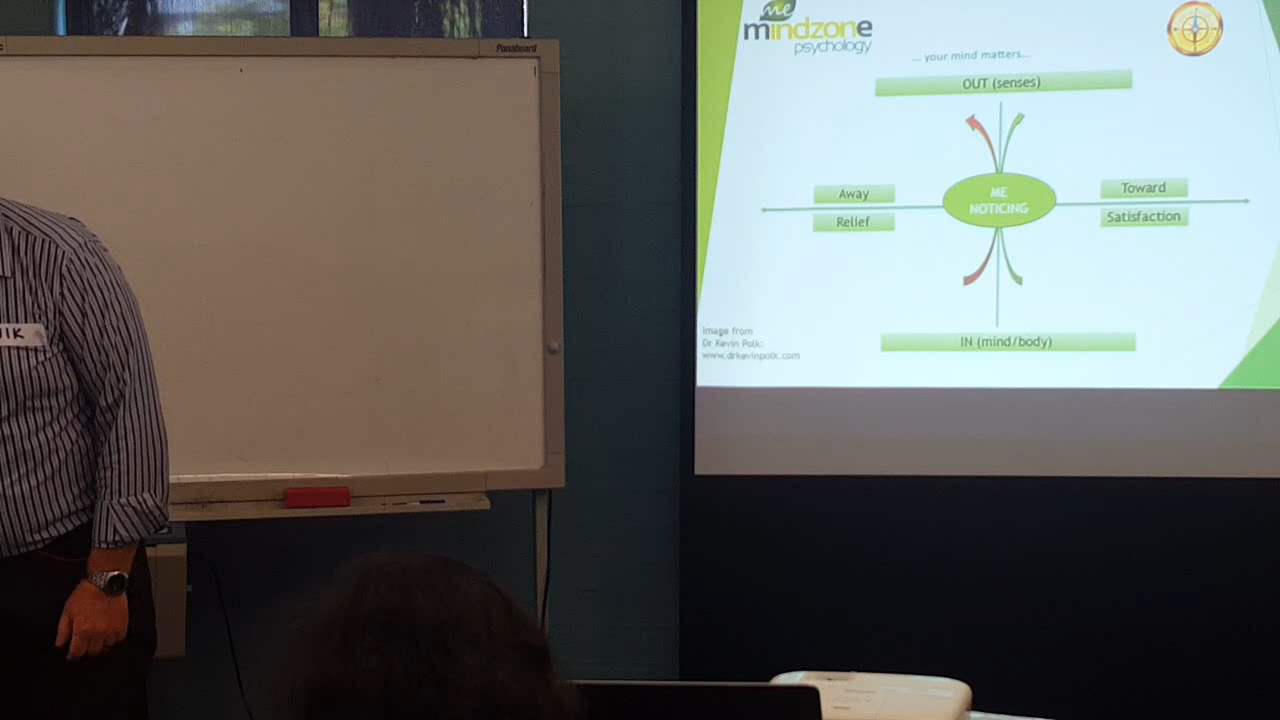 Panaboard
me
mindzone
psychology
... your mind matters...
OUT (senses)
Away
Relief
ME
NOTICING
Toward
Satisfaction
IN (mind/body)
Image from
Dr Kevin Polk:
www.drkevinpolk.com